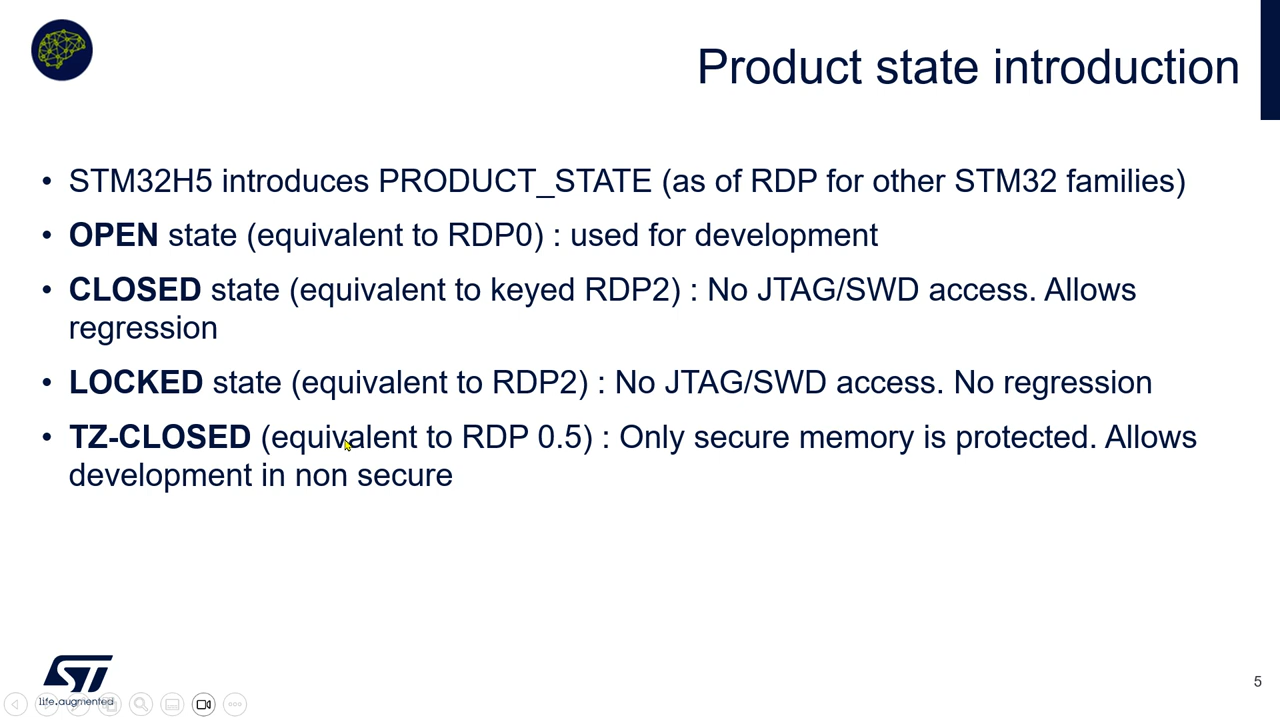 Product state introduction
• STM32H5 introduces PRODUCT_STATE (as of RDP for other STM32 families)
• OPEN state (equivalent to RDP0) : used for development
• CLOSED state (equivalent to keyed RDP2) : No JTAG/SWD access. Allows
regression
• LOCKED state (equivalent to RDP2) : No JTAG/SWD access. No regression
• TZ-CLOSED (equivalent to RDP 0.5) : Only secure memory is protected. Allows
development in non secure
ST
life.augmented
5